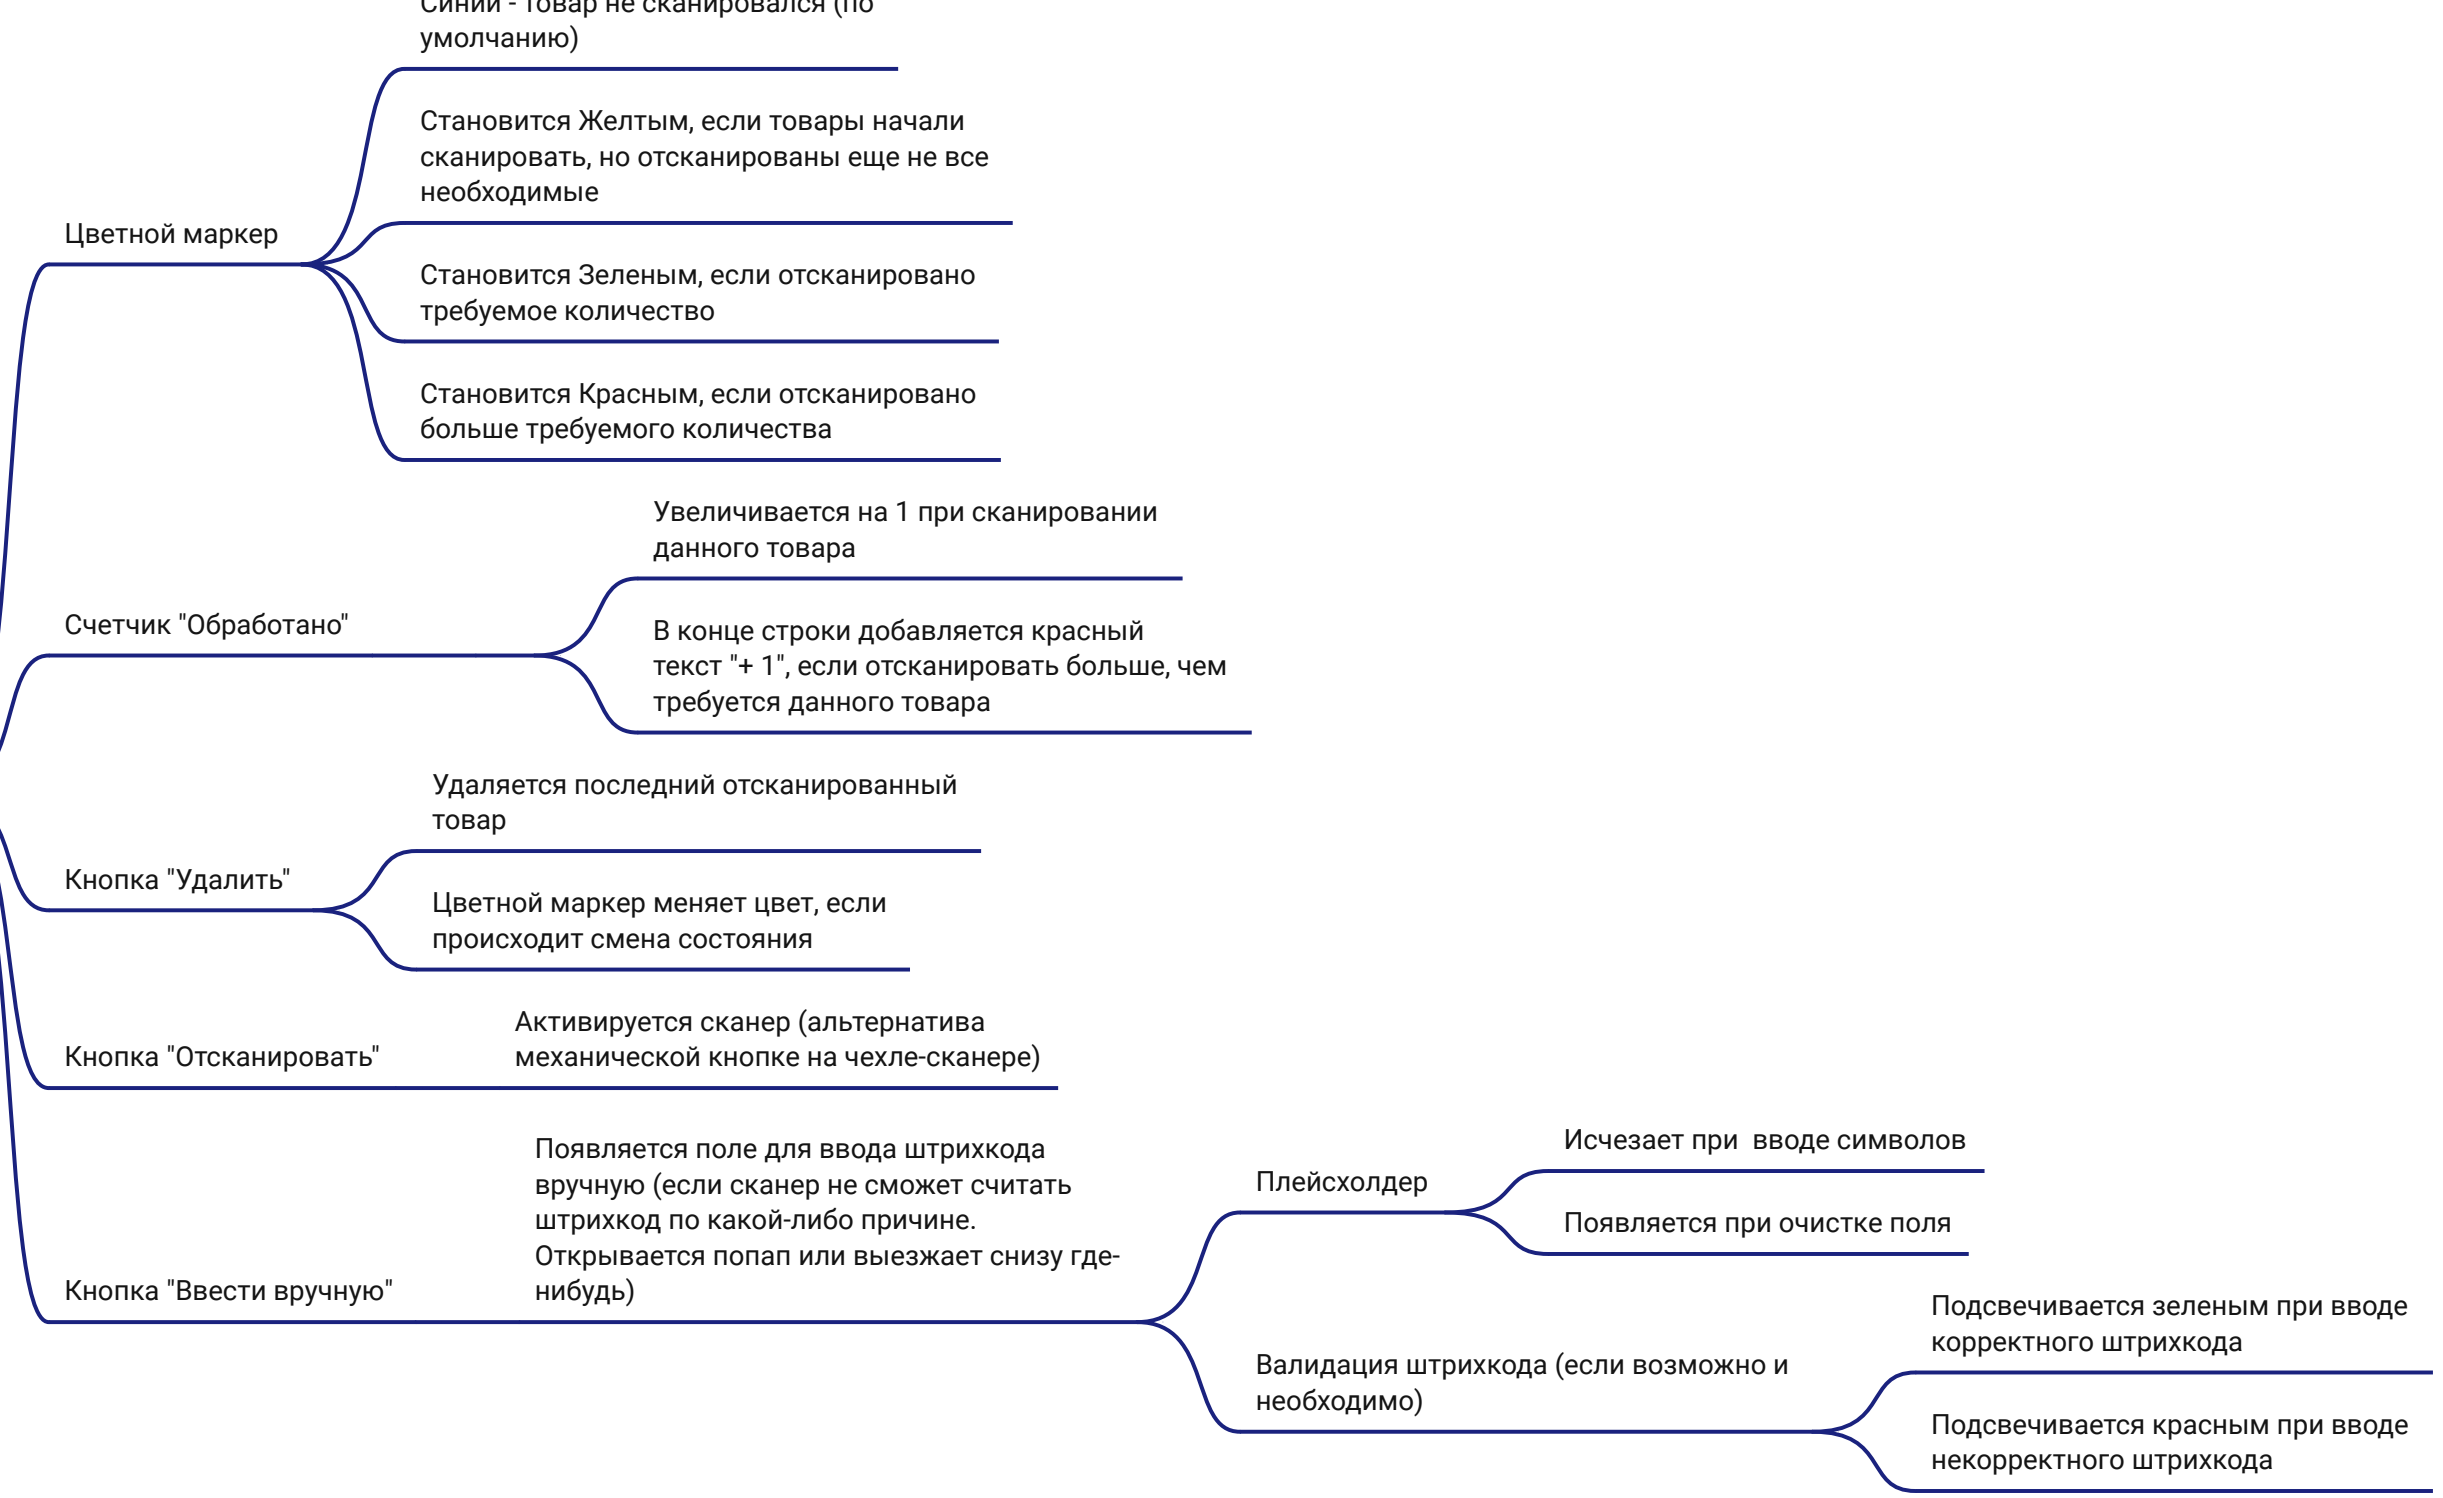 Синий - товар не сканировался (по
умолчанию)
Становится Желтым, если товары начали
сканировать, но отсканированы еще не все
необходимые
Цветной маркер
Становится Зеленым, если отсканировано
требуемое количество
Становится Красным, если отсканировано
больше требуемого количества
Увеличивается на 1 при сканировании
данного товара
Счетчик "Обработано"
В конце строки добавляется красный
текст "+ 1", если отсканировать больше, чем
требуется данного товара
Удаляется последний отсканированный
товар
Кнопка "Удалить"
Цветной маркер меняет цвет, если
происходит смена состояния
Кнопка "Отсканировать"
Активируется сканер (альтернатива
механической кнопке на чехле-сканере)
Кнопка "Ввести вручную"
Появляется поле для ввода штрихкода
вручную (если сканер не сможет считать
штрихкод по какой-либо причине.
Открывается попап или выезжает снизу где-
нибудь)
Плейсхолдер
Исчезает при  вводе символов
Появляется при очистке поля
Валидация штрихкода (если возможно и
необходимо)
Подсвечивается зеленым при вводе
корректного штрихкода
Подсвечивается красным при вводе
некорректного штрихкода